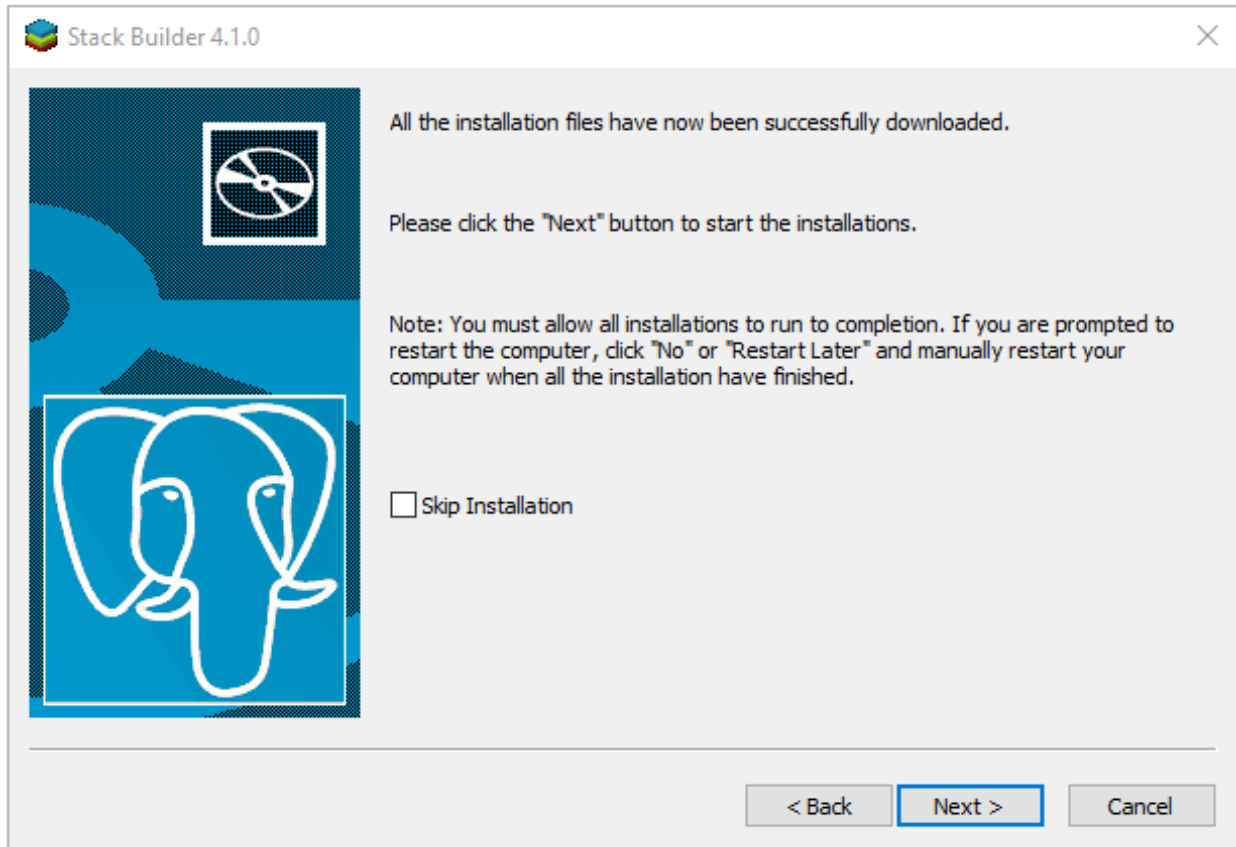 Stack Builder 4.1.0
All the installation files have now been successfully downloaded.
Please click the "Next" button to start the installations.
Note: You must allow all installations to run to completion. If you are prompted to
restart the computer, click "No" or "Restart Later" and manually restart your
computer when all the installation have finished.
Skip Installation
< Back
Next >
Cancel